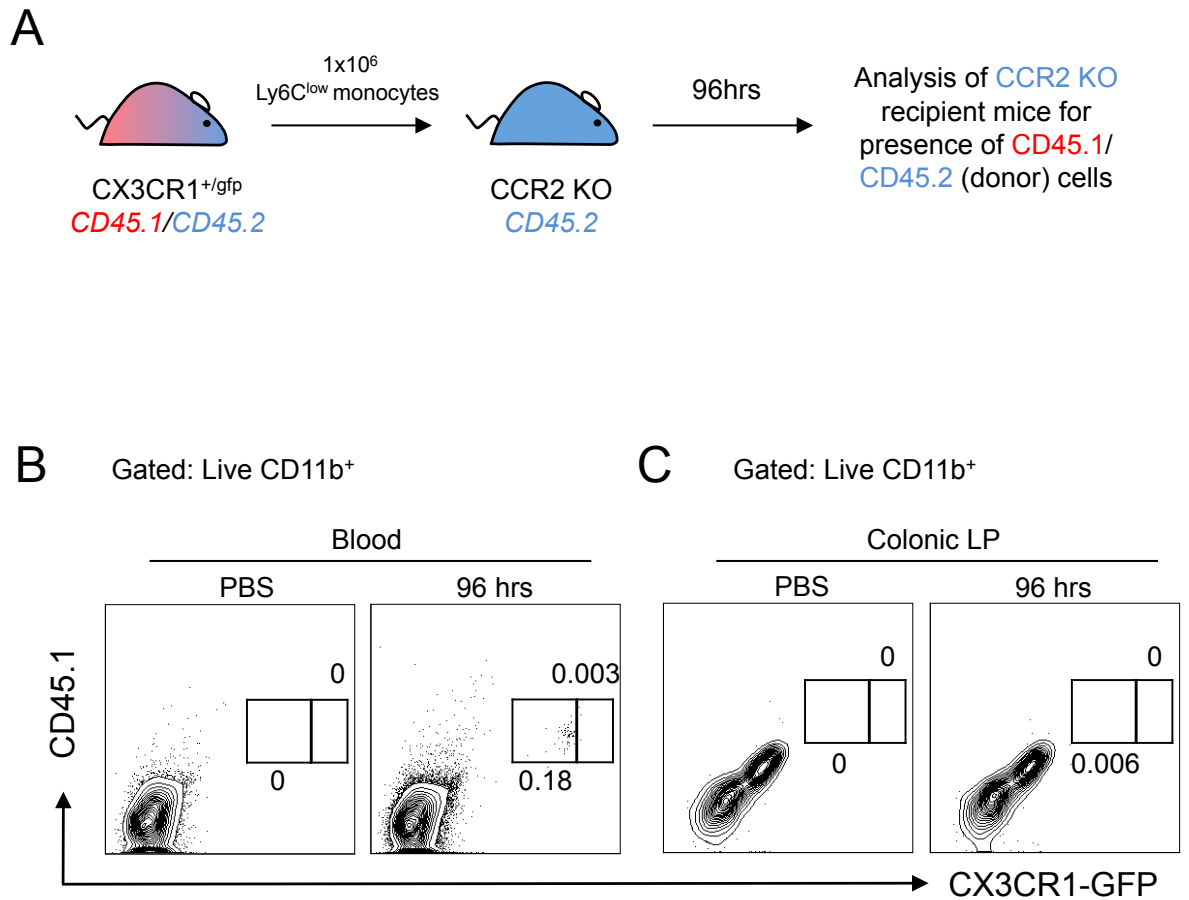 A
1x10⁶
Ly6Cˡᵒʷ monocytes
96hrs
Analysis of CCR2 KO
recipient mice for
presence of CD45.1/
CD45.2 (donor) cells
CX3CR1⁺/ᵍᶠᵖ
CD45.1/CD45.2
CCR2 KO
CD45.2
B
Gated: Live CD11b⁺
Blood
PBS
96 hrs
0
0
0.003
0.18
C
Gated: Live CD11b⁺
Colonic LP
PBS
96 hrs
0
0
0
0.006
CD45.1
CX3CR1-GFP